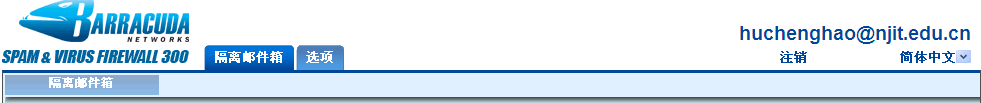 BARRACUDA
NETWORKS
SPAM & VIRUS FIREWALL 300
隔离邮件箱
选项
huchenghao@njit.edu.cn
注销
简体中文
隔离邮件箱